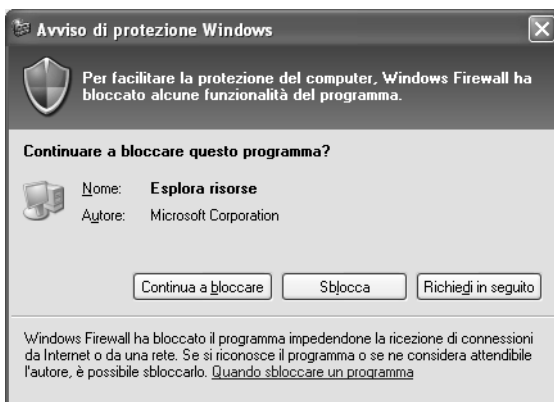 Avviso di protezione Windows
Per facilitare la protezione del computer, Windows Firewall ha
bloccato alcune funzionalità del programma.
Continuare a bloccare questo programma?
Nome: Esplora risorse
Autore: Microsoft Corporation
Continua a bloccare Sblocca Richiedi in seguito
Windows Firewall ha bloccato il programma impedendone la ricezione di connessioni
da Internet o da una rete. Se si riconosce il programma o se ne considera attendibile
l'autore, è possibile sbloccarlo. Quando sbloccare un programma